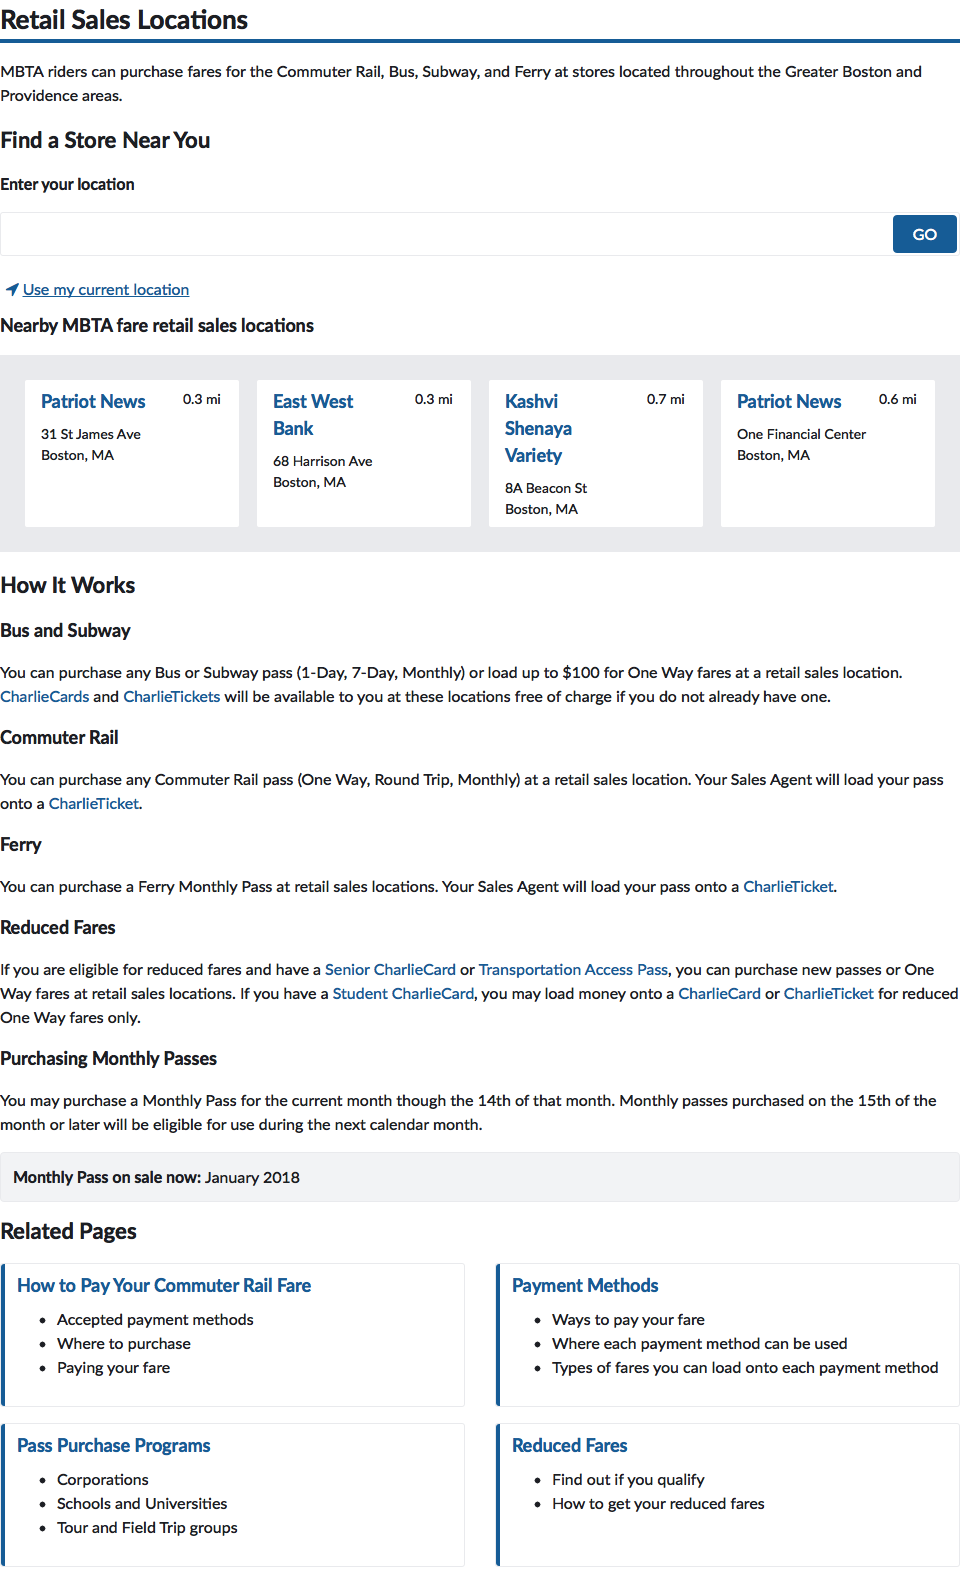 Retail Sales Locations
MBTA riders can purchase fares for the Commuter Rail, Bus, Subway, and Ferry at stores located throughout the Greater Boston and
Providence areas.
Find a Store Near You
Enter your location
GO
Use my current location
Nearby MBTA fare retail sales locations
Patriot News 0.3 mi
31 St James Ave
Boston, MA
East West 0.3 mi
Bank
68 Harrison Ave
Boston, MA
Kashvi 0.7 mi
Shenaya
Variety
8A Beacon St
Boston, MA
Patriot News 0.6 mi
One Financial Center
Boston, MA
How It Works
Bus and Subway
You can purchase any Bus or Subway pass (1-Day, 7-Day, Monthly) or load up to $100 for One Way fares at a retail sales location.
CharlieCards and CharlieTickets will be available to you at these locations free of charge if you do not already have one.
Commuter Rail
You can purchase any Commuter Rail pass (One Way, Round Trip, Monthly) at a retail sales location. Your Sales Agent will load your pass
onto a CharlieTicket.
Ferry
You can purchase a Ferry Monthly Pass at retail sales locations. Your Sales Agent will load your pass onto a CharlieTicket.
Reduced Fares
If you are eligible for reduced fares and have a Senior CharlieCard or Transportation Access Pass, you can purchase new passes or One
Way fares at retail sales locations. If you have a Student CharlieCard, you may load money onto a CharlieCard or CharlieTicket for reduced
One Way fares only.
Purchasing Monthly Passes
You may purchase a Monthly Pass for the current month though the 14th of that month. Monthly passes purchased on the 15th of the
month or later will be eligible for use during the next calendar month.
Monthly Pass on sale now: January 2018
Related Pages
How to Pay Your Commuter Rail Fare
• Accepted payment methods
• Where to purchase
• Paying your fare
Payment Methods
• Ways to pay your fare
• Where each payment method can be used
• Types of fares you can load onto each payment method
Pass Purchase Programs
• Corporations
• Schools and Universities
• Tour and Field Trip groups
Reduced Fares
• Find out if you qualify
• How to get your reduced fares